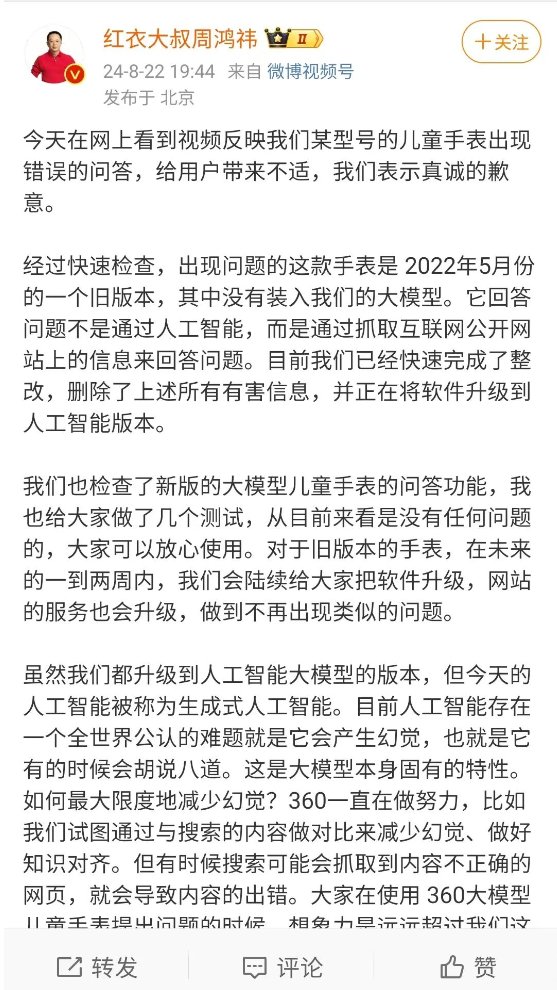 红衣大叔周鸿祎 II
+关注
24-8-22 19:44 来自 微博视频号
发布于 北京
今天在网上看到视频反映我们某型号的儿童手表出现
错误的问答，给用户带来不适，我们表示真诚的歉
意。
经过快速检查，出现问题的这款手表是 2022年5月份
的一个旧版本，其中没有装入我们的大模型。它回答
问题不是通过人工智能，而是通过抓取互联网公开网
站上的信息来回答问题。目前我们已经快速完成了整
改，删除了上述所有有害信息，并正在将软件升级到
人工智能版本。
我们也检查了新版的大模型儿童手表的问答功能，我
也给大家做了几个测试，从目前来看是没有任何问题
的，大家可以放心使用。对于旧版本的手表，在未来
的一到两周内，我们会陆续给大家把软件升级，网站
的服务也会升级，做到不再出现类似的问题。
虽然我们都升级到人工智能大模型的版本，但今天的
人工智能被称为生成式人工智能。目前人工智能存在
一个全世界公认的难题就是它会产生幻觉，也就是它
有的时候会胡说八道。这是大模型本身固有的特性。
如何最大限度地减少幻觉？360一直在做努力，比如
我们试图通过与搜索的内容做对比来减少幻觉、做好
知识对齐。但有时候搜索可能会抓取到内容不正确的
网页，就会导致内容的出错。大家在使用 360大模型
儿童手表提出问题的时候，想象力是远远超过我们这
转发
评论
赞